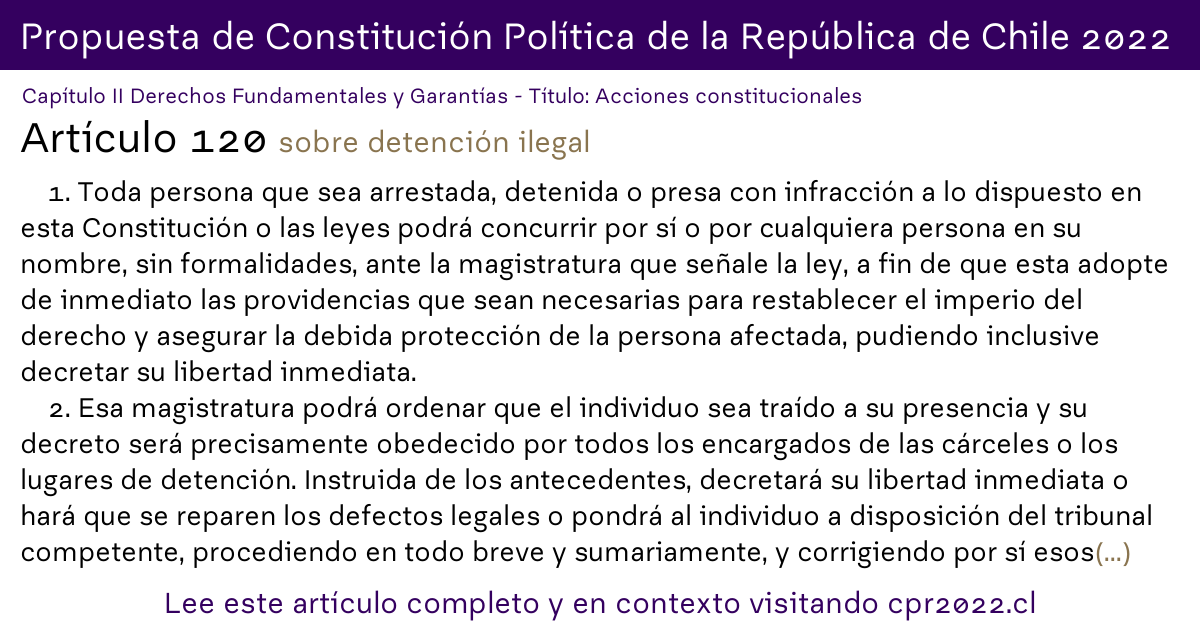 Propuesta de Constitución Política de la República de Chile 2022
Capítulo II Derechos Fundamentales y Garantías - Título: Acciones constitucionales
Artículo 120 sobre detención ilegal
1. Toda persona que sea arrestada, detenida o presa con infracción a lo dispuesto en
esta Constitución o las leyes podrá concurrir por sí o por cualquiera persona en su
nombre, sin formalidades, ante la magistratura que señale la ley, a fin de que esta adopte
de inmediato las providencias que sean necesarias para restablecer el imperio del
derecho y asegurar la debida protección de la persona afectada, pudiendo inclusive
decretar su libertad inmediata.
2. Esa magistratura podrá ordenar que el individuo sea traído a su presencia y su
decreto será precisamente obedecido por todos los encargados de las cárceles o los
lugares de detención. Instruida de los antecedentes, decretará su libertad inmediata o
hará que se reparen los defectos legales o pondrá al individuo a disposición del tribunal
competente, procediendo en todo breve y sumariamente, y corrigiendo por sí esos(...)
Lee este artículo completo y en contexto visitando cpr2022.cl